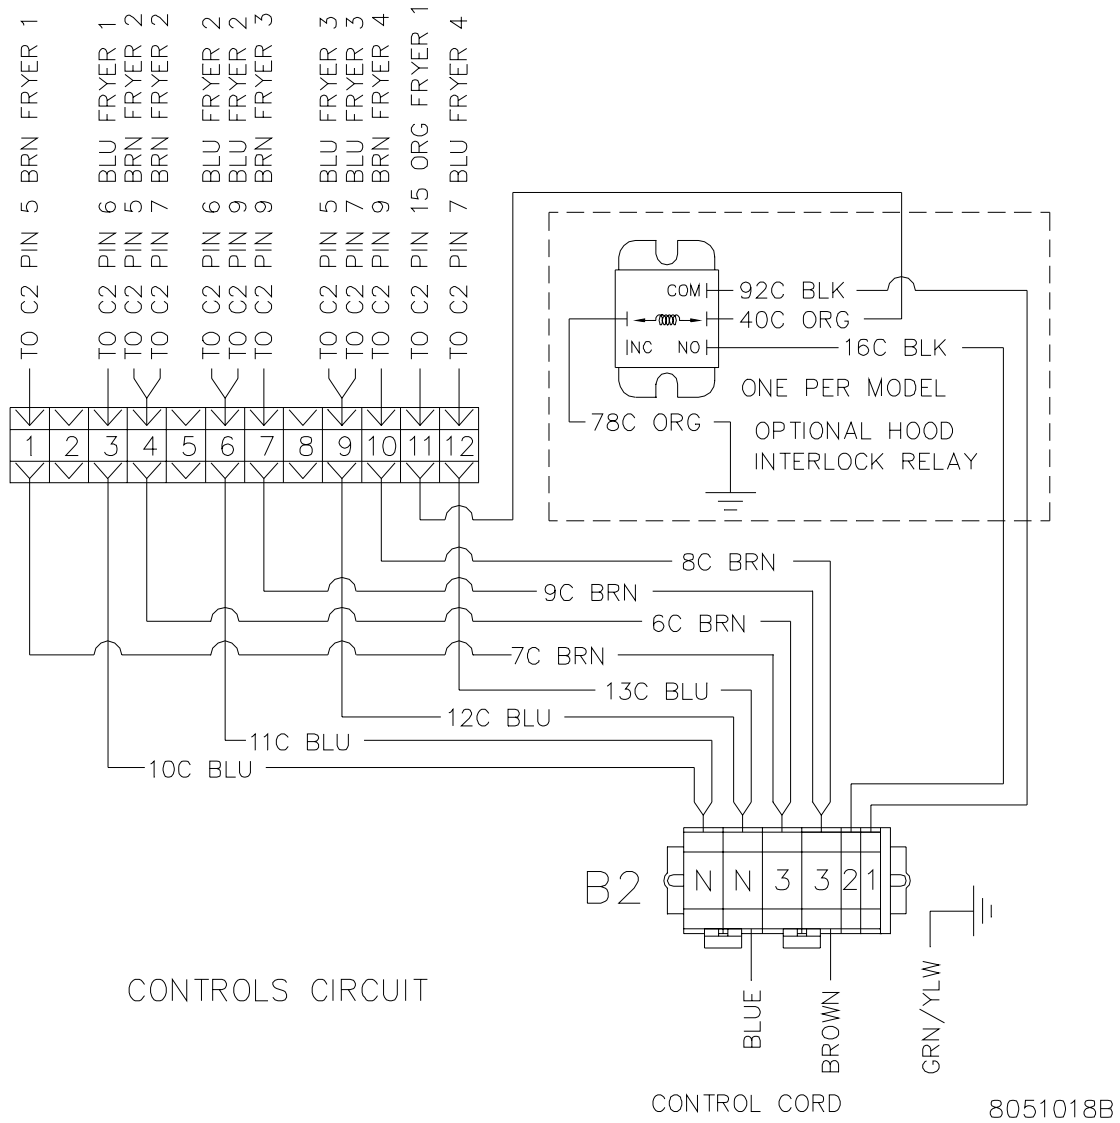 TO C2 PIN 5 BRN FRYER 1
TO C2 PIN 6 BLU FRYER 1
TO C2 PIN 5 BRN FRYER 2
TO C2 PIN 7 BRN FRYER 2
TO C2 PIN 6 BLU FRYER 2
TO C2 PIN 9 BLU FRYER 2
TO C2 PIN 9 BRN FRYER 3
TO C2 PIN 5 BLU FRYER 3
TO C2 PIN 7 BLU FRYER 3
TO C2 PIN 9 BRN FRYER 4
TO C2 PIN 15 ORG FRYER 1
TO C2 PIN 7 BLU FRYER 4
COM
92C BLK
40C ORG
NC NO
16C BLK
ONE PER MODEL
78C ORG
OPTIONAL HOOD
INTERLOCK RELAY
1 2 3 4 5 6 7 8 9 10 11 12
8C BRN
9C BRN
6C BRN
7C BRN
13C BLU
12C BLU
11C BLU
10C BLU
B2
N N 3 3 2 1
BLUE
BROWN
GRN/YLW
CONTROLS CIRCUIT
CONTROL CORD
8051018B